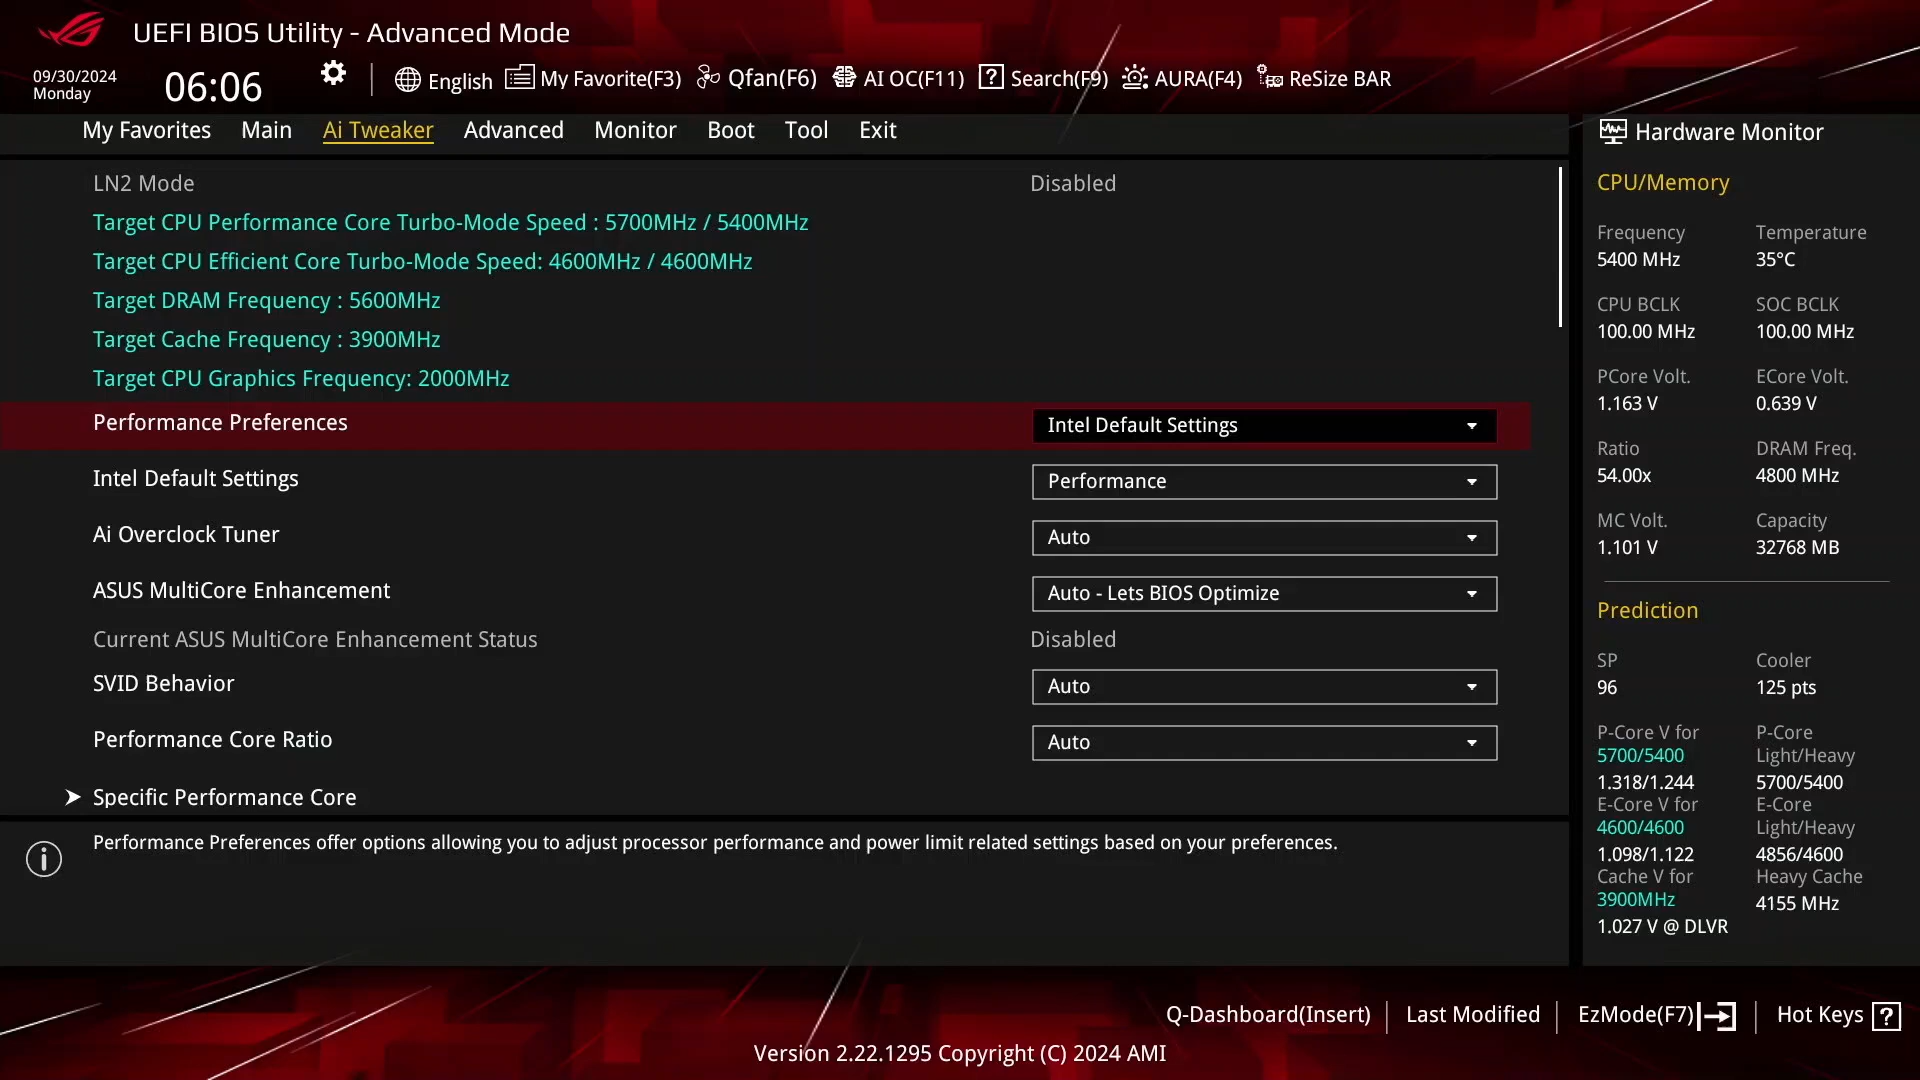 UEFI BIOS Utility - Advanced Mode
09/30/2024
Monday
06:06
English
My Favorite(F3)
Qfan(F6)
AI OC(F11)
Search(F9)
AURA(F4)
ReSize BAR
My Favorites
Main
Ai Tweaker
Advanced
Monitor
Boot
Tool
Exit
LN2 Mode Disabled
Target CPU Performance Core Turbo-Mode Speed : 5700MHz / 5400MHz
Target CPU Efficient Core Turbo-Mode Speed: 4600MHz / 4600MHz
Target DRAM Frequency : 5600MHz
Target Cache Frequency : 3900MHz
Target CPU Graphics Frequency: 2000MHz
Performance Preferences Intel Default Settings
Intel Default Settings Performance
Ai Overclock Tuner Auto
ASUS MultiCore Enhancement Auto - Lets BIOS Optimize
Current ASUS MultiCore Enhancement Status Disabled
SVID Behavior Auto
Performance Core Ratio Auto
Specific Performance Core
Performance Preferences offer options allowing you to adjust processor performance and power limit related settings based on your preferences.
Hardware Monitor
CPU/Memory
Frequency Temperature
5400 MHz 35°C
CPU BCLK SOC BCLK
100.00 MHz 100.00 MHz
PCore Volt. ECore Volt.
1.163 V 0.639 V
Ratio DRAM Freq.
54.00x 4800 MHz
MC Volt. Capacity
1.101 V 32768 MB
Prediction
SP Cooler
96 125 pts
P-Core V for P-Core
5700/5400 Light/Heavy
1.318/1.244 5700/5400
E-Core V for E-Core
4600/4600 Light/Heavy
1.098/1.122 4856/4600
Cache V for Heavy Cache
3900MHz 4155 MHz
1.027 V @ DLVR
Q-Dashboard(Insert)
Last Modified
EzMode(F7)
Hot Keys ?
Version 2.22.1295 Copyright (C) 2024 AMI